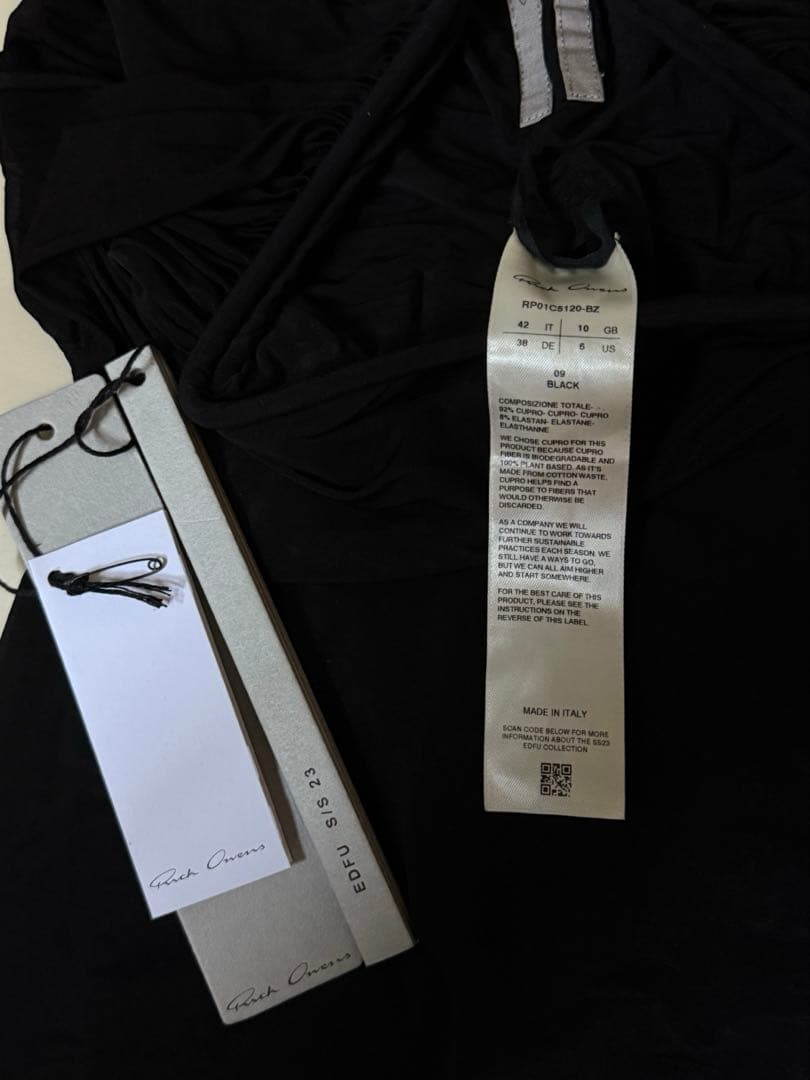 Rick Owens
RP01C5120-BZ
42 IT 10 GB
38 DE 6 US
09
BLACK
COMPOSIZIONE TOTALE-
92% CUPRO- CUPRO- CUPRO
8% ELASTAN- ELASTANE-
ELASTHANNE
WE CHOSE CUPRO FOR THIS
PRODUCT BECAUSE CUPRO
FIBER IS BIODEGRADABLE AND
100% PLANT BASED. AS IT'S
MADE FROM COTTON WASTE,
CUPRO HELPS FIND A
PURPOSE TO FIBERS THAT
WOULD OTHERWISE BE
DISCARDED.
AS A COMPANY WE WILL
CONTINUE TO WORK TOWARDS
FURTHER SUSTAINABLE
PRACTICES EACH SEASON. WE
STILL HAVE A WAYS TO GO,
BUT WE CAN ALL AIM HIGHER
AND START SOMEWHERE.
FOR THE BEST CARE OF THIS
PRODUCT, PLEASE SEE THE
INSTRUCTIONS ON THE
REVERSE OF THIS LABEL
MADE IN ITALY
SCAN CODE BELOW FOR MORE
INFORMATION ABOUT THE SS23
EDFU COLLECTION
EDFU S/S 23
Rick Owens
Rick Owens